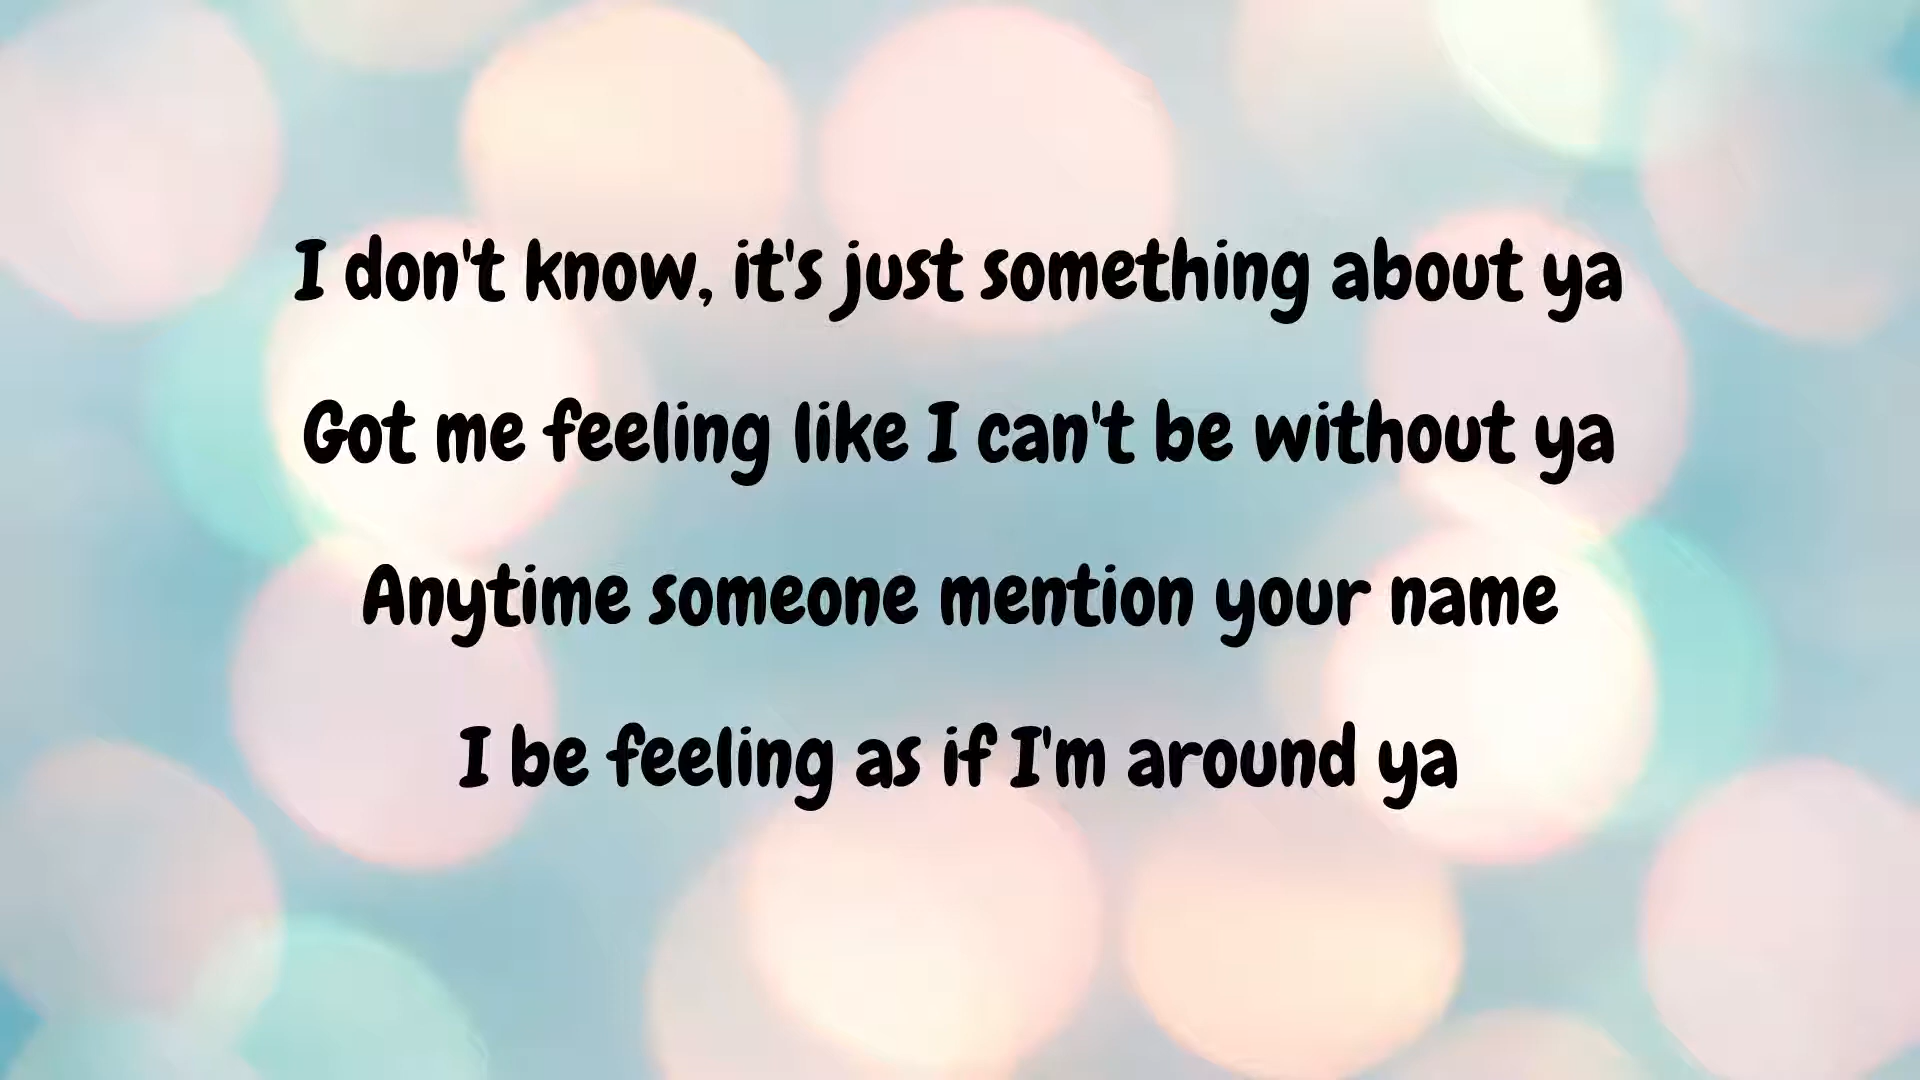 I don't know, it's just something about ya
Got me feeling like I can't be without ya
Anytime someone mention your name
I be feeling as if I'm around ya